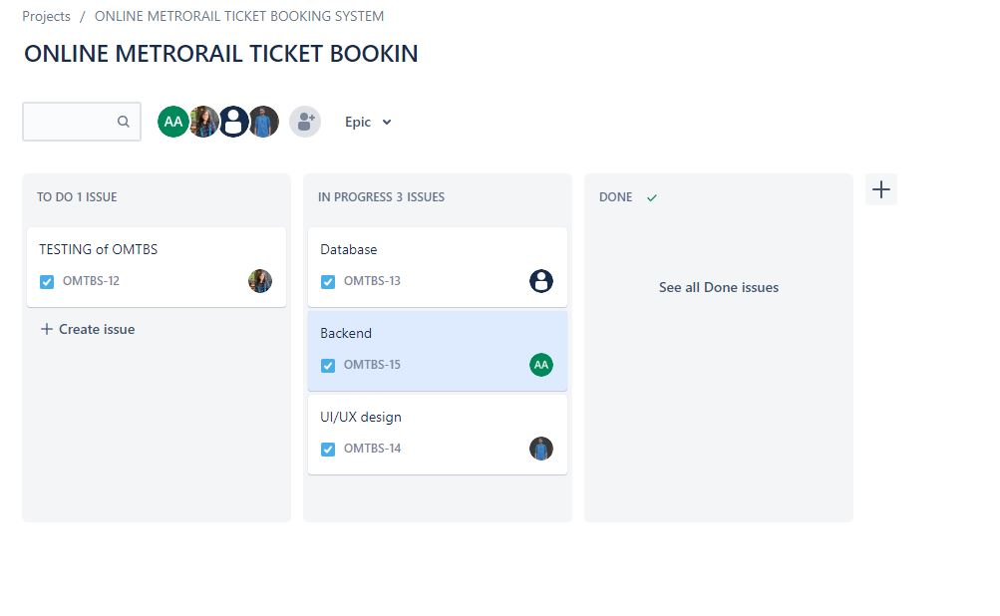 Projects / ONLINE METRORAIL TICKET BOOKING SYSTEM
ONLINE METRORAIL TICKET BOOKIN
AA
Epic
TO DO 1 ISSUE
TESTING of OMTBS
OMTBS-12
+ Create issue
IN PROGRESS 3 ISSUES
Database
OMTBS-13
Backend
OMTBS-15 AA
UI/UX design
OMTBS-14
DONE
See all Done issues